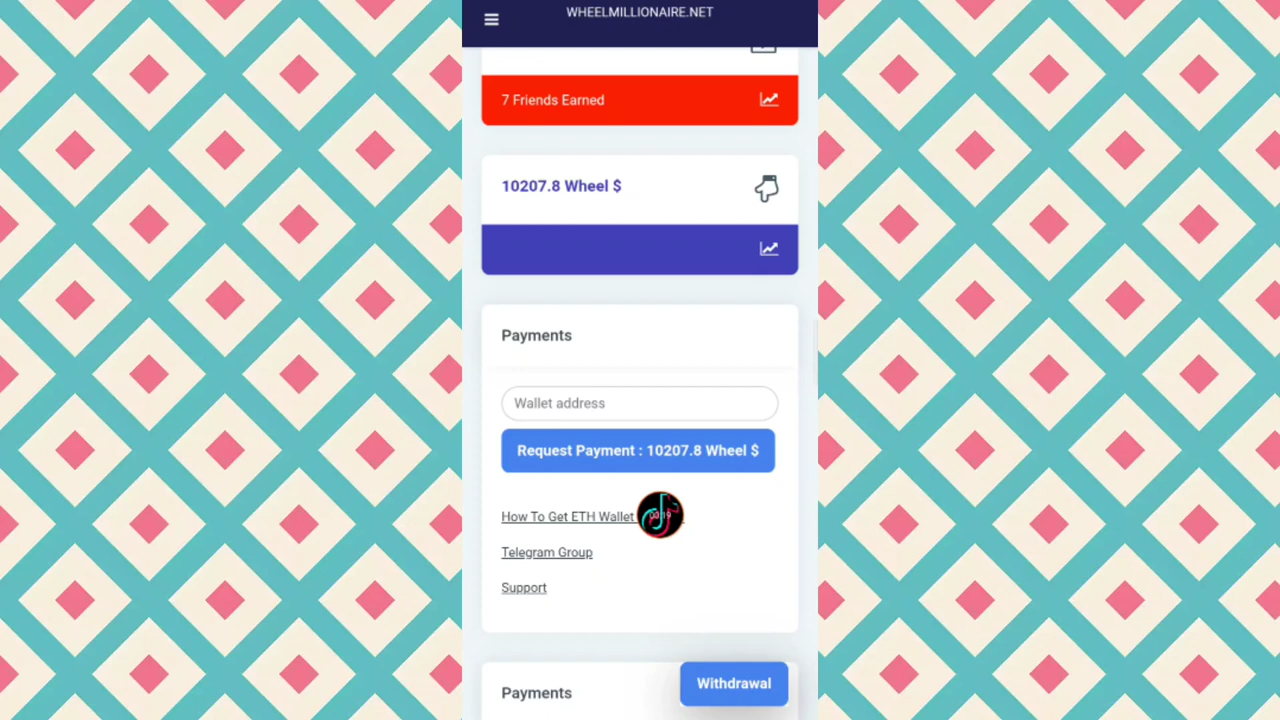 WHEELMILLIONAIRE.NET
7 Friends Earned
10207.8 Wheel $
Payments
Wallet address
Request Payment : 10207.8 Wheel $
How To Get ETH Wallet
Telegram Group
Support
Payments
Withdrawal